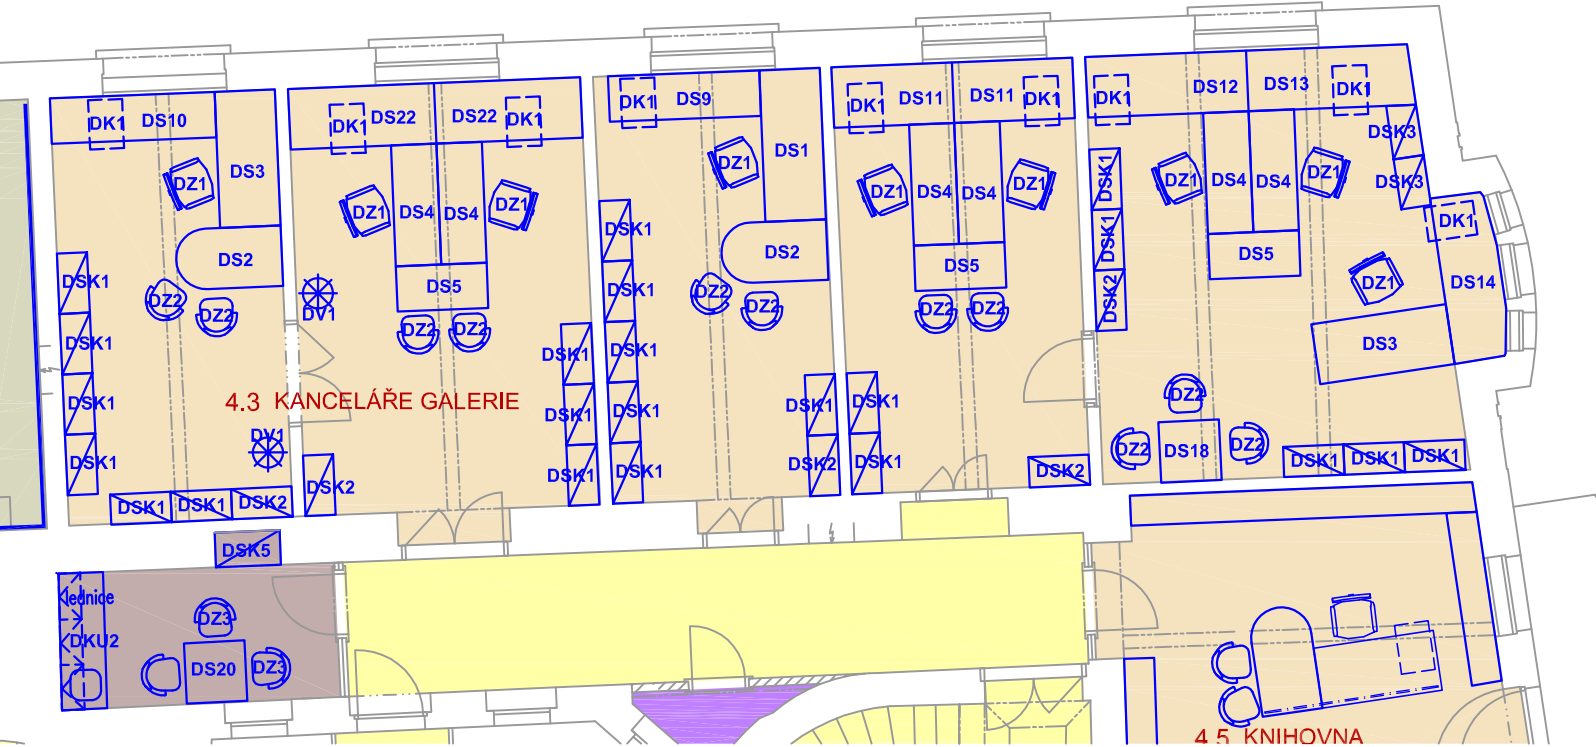 DK1 DS10
DS3
DZ1
DS2
DSK1
DZ2
DZ2
DSK1
DSK1
DSK1
DSK1 DSK1 DSK2
DV1
DK1 DS22
DS22 DK1
DZ1
DS4 DS4
DZ1
DS5
DV1
DZ2 DZ2
DSK1
DSK1
DSK1
DSK2
4.3 KANCELÁŘE GALERIE
DK1 DS9
DZ1
DS1
DSK1
DS2
DSK1
DZ2
DZ2
DSK1
DSK1
DSK1
DSK1
DSK2
DK1 DS11
DS11 DK1
DZ1
DS4 DS4
DZ1
DS5
DZ2 DZ2
DSK1
DSK1
DSK2
DK1 DS12
DS13 DK1
DSK3
DSK3
DSK1
DSK1
DSK2
DZ1
DS4 DS4
DZ1
DS5
DK1
DZ1
DS14
DS3
DZ2
DZ2
DS18
DZ2
DSK1 DSK1 DSK1
DSK5
lednice
DKU2
DZ3
DS20
DZ3
4.5 KNIHOVNA